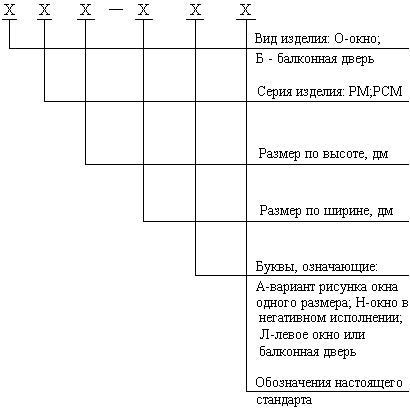 Х Х Х — Х Х Х
Вид изделия: О-окно;
Б - балконная дверь
Серия изделия: РМ;РСМ
Размер по высоте, дм
Размер по ширине, дм
Буквы, означающие:
А-вариант рисунка окна
одного размера; Н-окно в
негативном исполнении;
Л-левое окно или
балконная дверь
Обозначения настоящего
стандарта